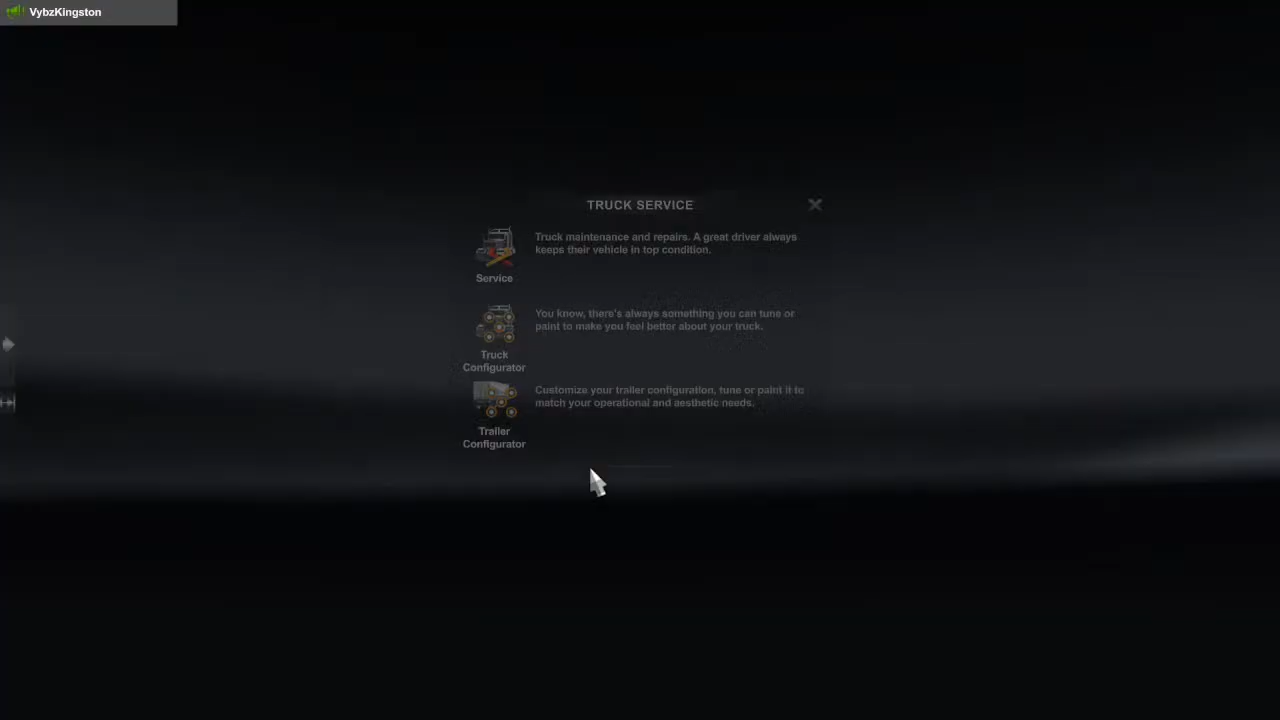 VybzKingston
TRUCK SERVICE
Truck maintenance and repairs. A great driver always
keeps their vehicle in top condition.
Service
You know, there's always something you can tune or
paint to make you feel better about your truck.
Truck
Configurator
Customize your trailer configuration, tune or paint it to
match your operational and aesthetic needs.
Trailer
Configurator